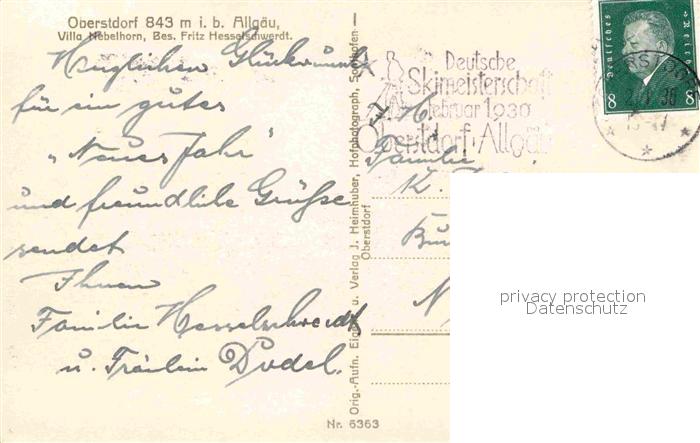 Oberstdorf 843 m i. b. Allgäu,
Villa Nebelhorn, Bes. Fritz Hesselschwerdt.
Herzlichen Glückwunsch
für ein gutes
"Neues Jahr"
und freundliche Grüße
sendet
Ihnen
Familie Hesselschwerdt
u. Fräulein Dodel.
Orig.-Aufn. Eigent. u. Verlag J. Heimhuber, Hofphotograph, Sonthofen-
Oberstdorf
Nr. 6363
Deutsche
Skimeisterschaft
Februar 1930
Oberstdorf-Allgäu
Deutsches Reich
8 8
Familie
K.
N
privacy protection
Datenschutz